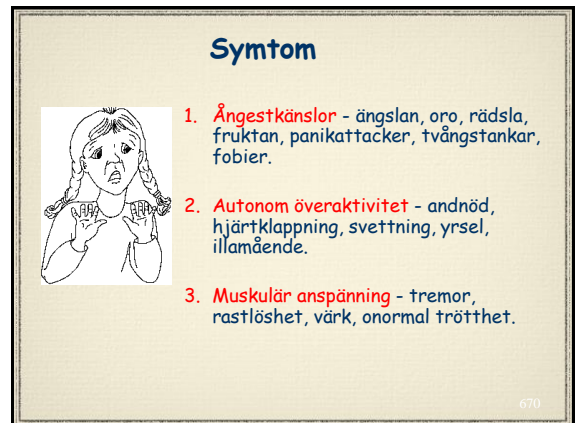 Symtom
1. Ångestkänslor - ängslan, oro, rädsla,
fruktan, panikattacker, tvångstankar,
fobier.
2. Autonom överaktivitet - andnöd,
hjärtklappning, svettning, yrsel,
illamående.
3. Muskulär anspänning - tremor,
rastlöshet, värk, onormal trötthet.
670